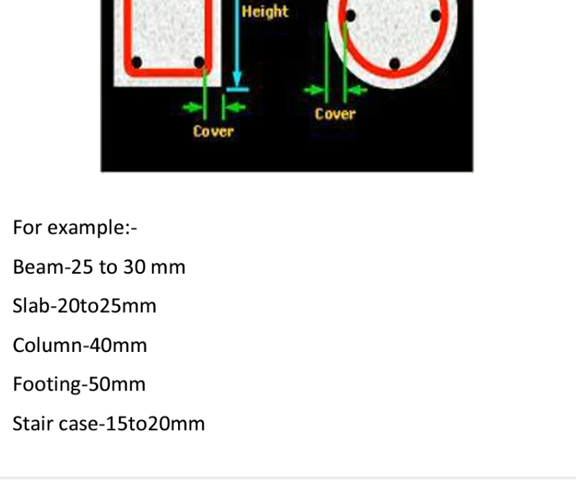 Height
Cover
Cover
For example:-
Beam-25 to 30 mm
Slab-20to25mm
Column-40mm
Footing-50mm
Stair case-15to20mm